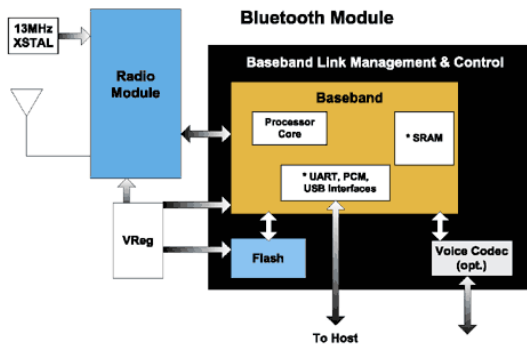 Bluetooth Module
13MHz
XSTAL
Radio
Module
Baseband Link Management & Control
Baseband
Processor
Core
* SRAM
* UART, PCM,
USB Interfaces
VReg
Flash
Voice Codec
(opt.)
To Host